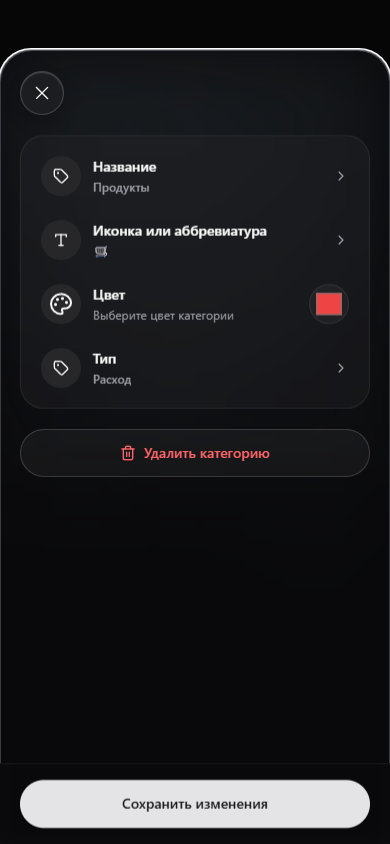 Название
Продукты
Иконка или аббревиатура
🛒
Цвет
Выберите цвет категории
Тип
Расход
Удалить категорию
Сохранить изменения